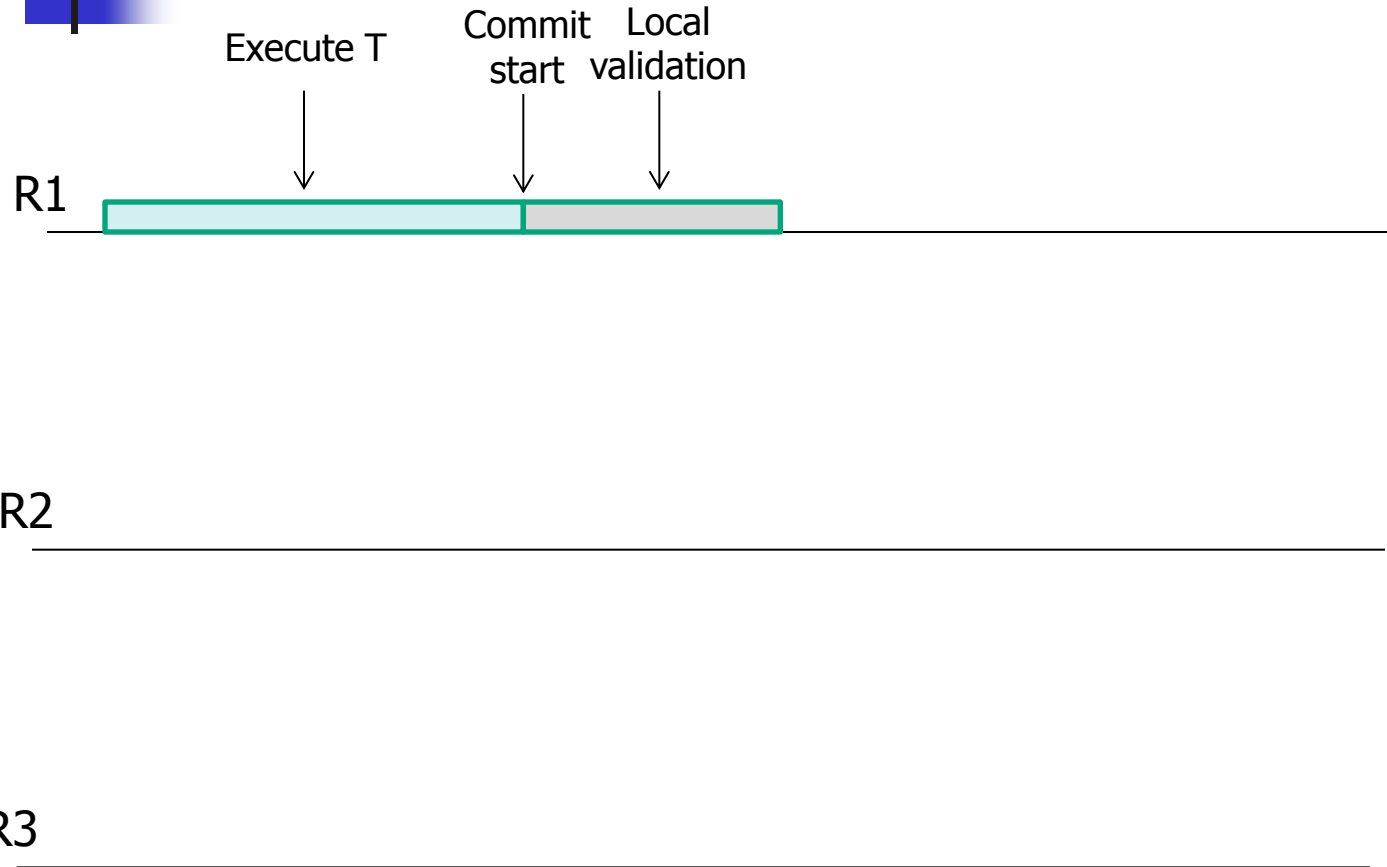 Execute T
Commit
start
Local
validation
R1
R2
R3